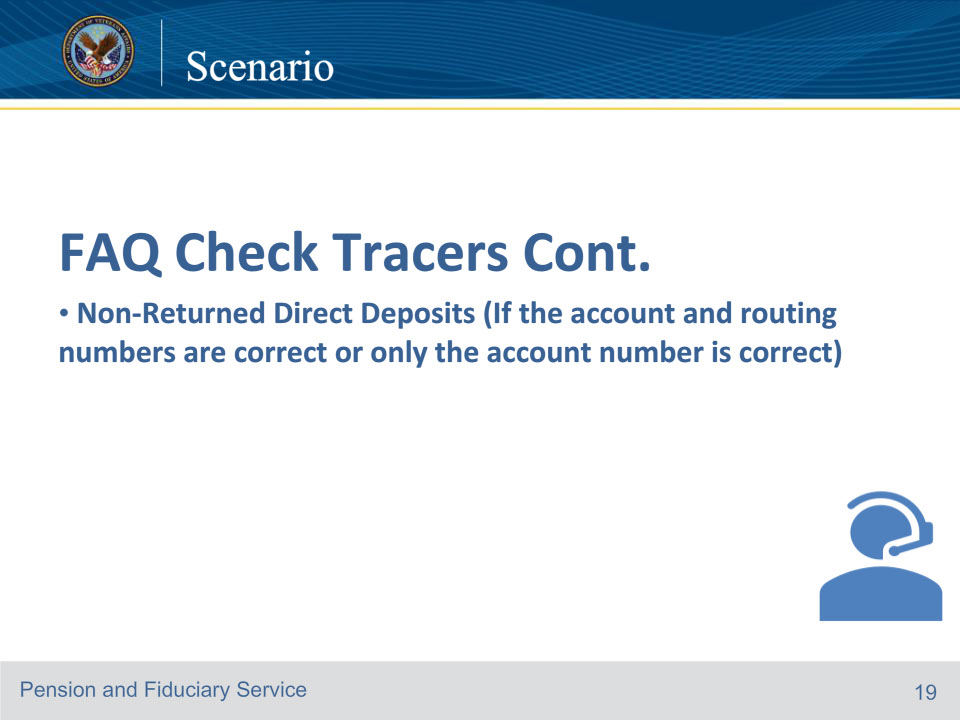 Scenario
FAQ Check Tracers Cont.
• Non-Returned Direct Deposits (If the account and routing
numbers are correct or only the account number is correct)
Pension and Fiduciary Service
19